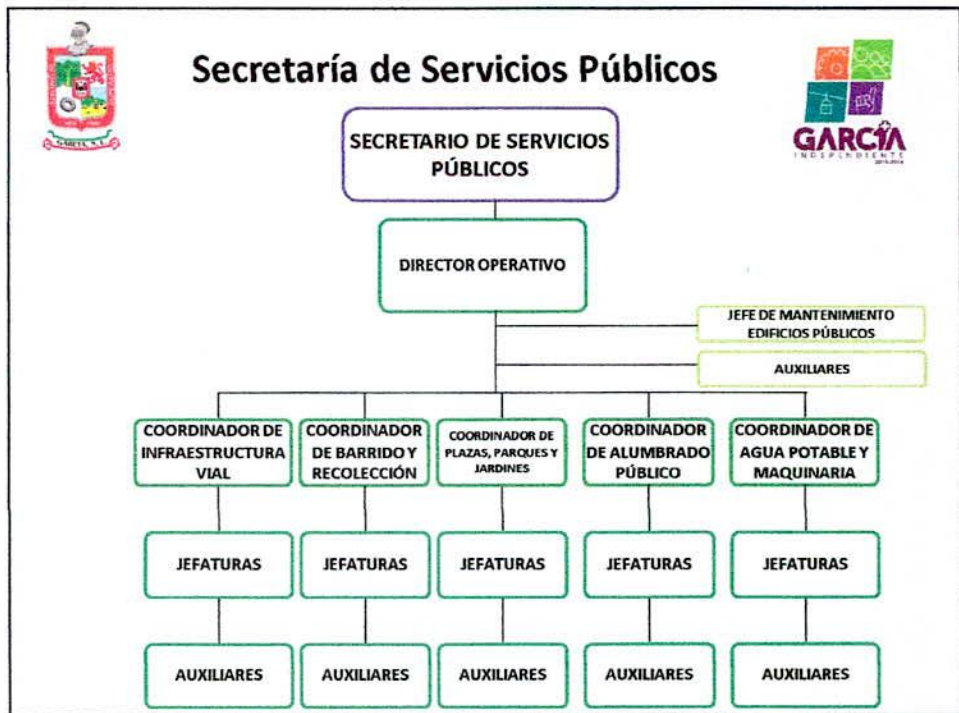 Secretaría de Servicios Públicos
GARCIA, N. L.
GARCÍA
INDEPENDIENTE
SECRETARIO DE SERVICIOS
PÚBLICOS
DIRECTOR OPERATIVO
JEFE DE MANTENIMIENTO
EDIFICIOS PÚBLICOS
AUXILIARES
COORDINADOR DE
INFRAESTRUCTURA
VIAL
COORDINADOR
DE BARRIDO Y
RECOLECCIÓN
COORDINADOR DE
PLAZAS, PARQUES Y
JARDINES
COORDINADOR
DE ALUMBRADO
PÚBLICO
COORDINADOR DE
AGUA POTABLE Y
MAQUINARIA
JEFATURAS
JEFATURAS
JEFATURAS
JEFATURAS
JEFATURAS
AUXILIARES
AUXILIARES
AUXILIARES
AUXILIARES
AUXILIARES